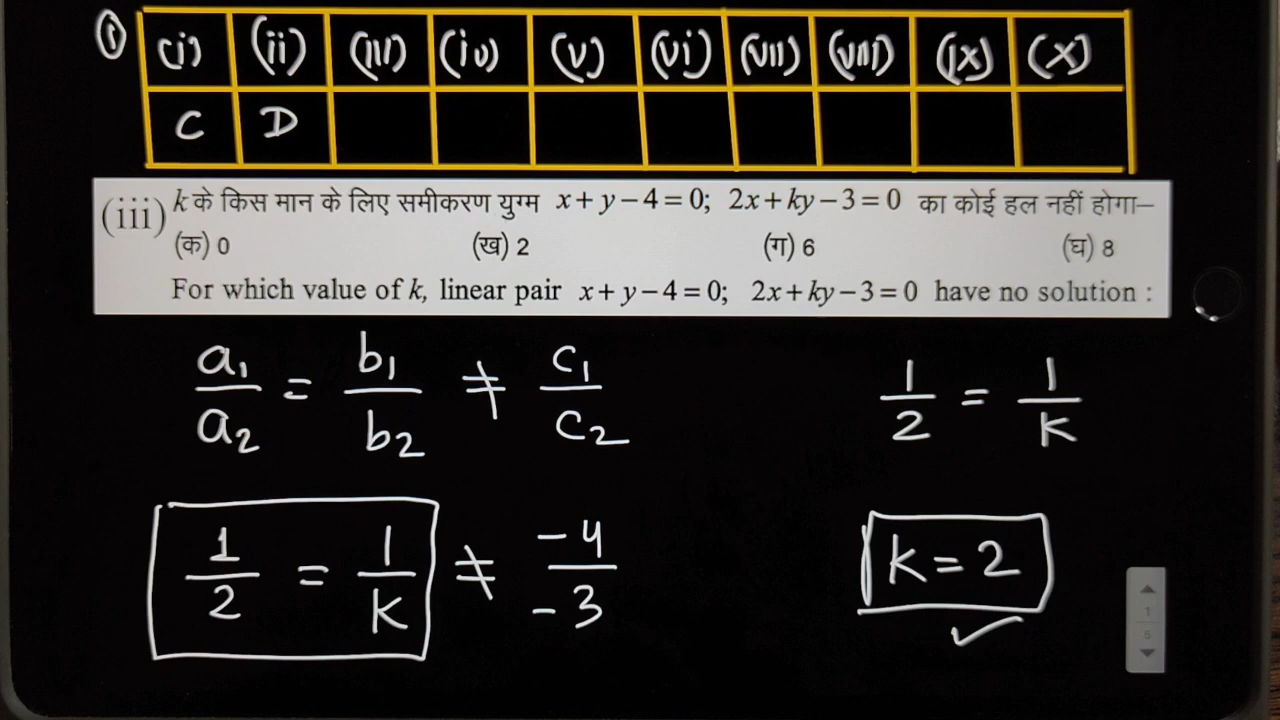 ① (i) (ii) (iii) (iv) (v) (vi) (vii) (viii) (ix) (x)
C D
(iii) k के किस मान के लिए समीकरण युग्म x+y−4=0; 2x+ky−3=0 का कोई हल नहीं होगा–
(क) 0 (ख) 2 (ग) 6 (घ) 8
For which value of k, linear pair x+y−4=0; 2x+ky−3=0 have no solution :
a₁/a₂ = b₁/b₂ ≠ c₁/c₂
1/2 = 1/K
1/2 = 1/K ≠ -4/-3
k = 2
1
6